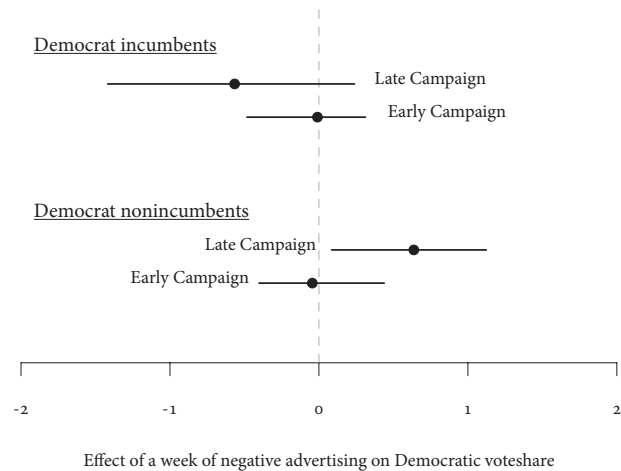 Democrat incumbents
Late Campaign
Early Campaign
Democrat nonincumbents
Late Campaign
Early Campaign
-2 -1 0 1 2
Effect of a week of negative advertising on Democratic voteshare